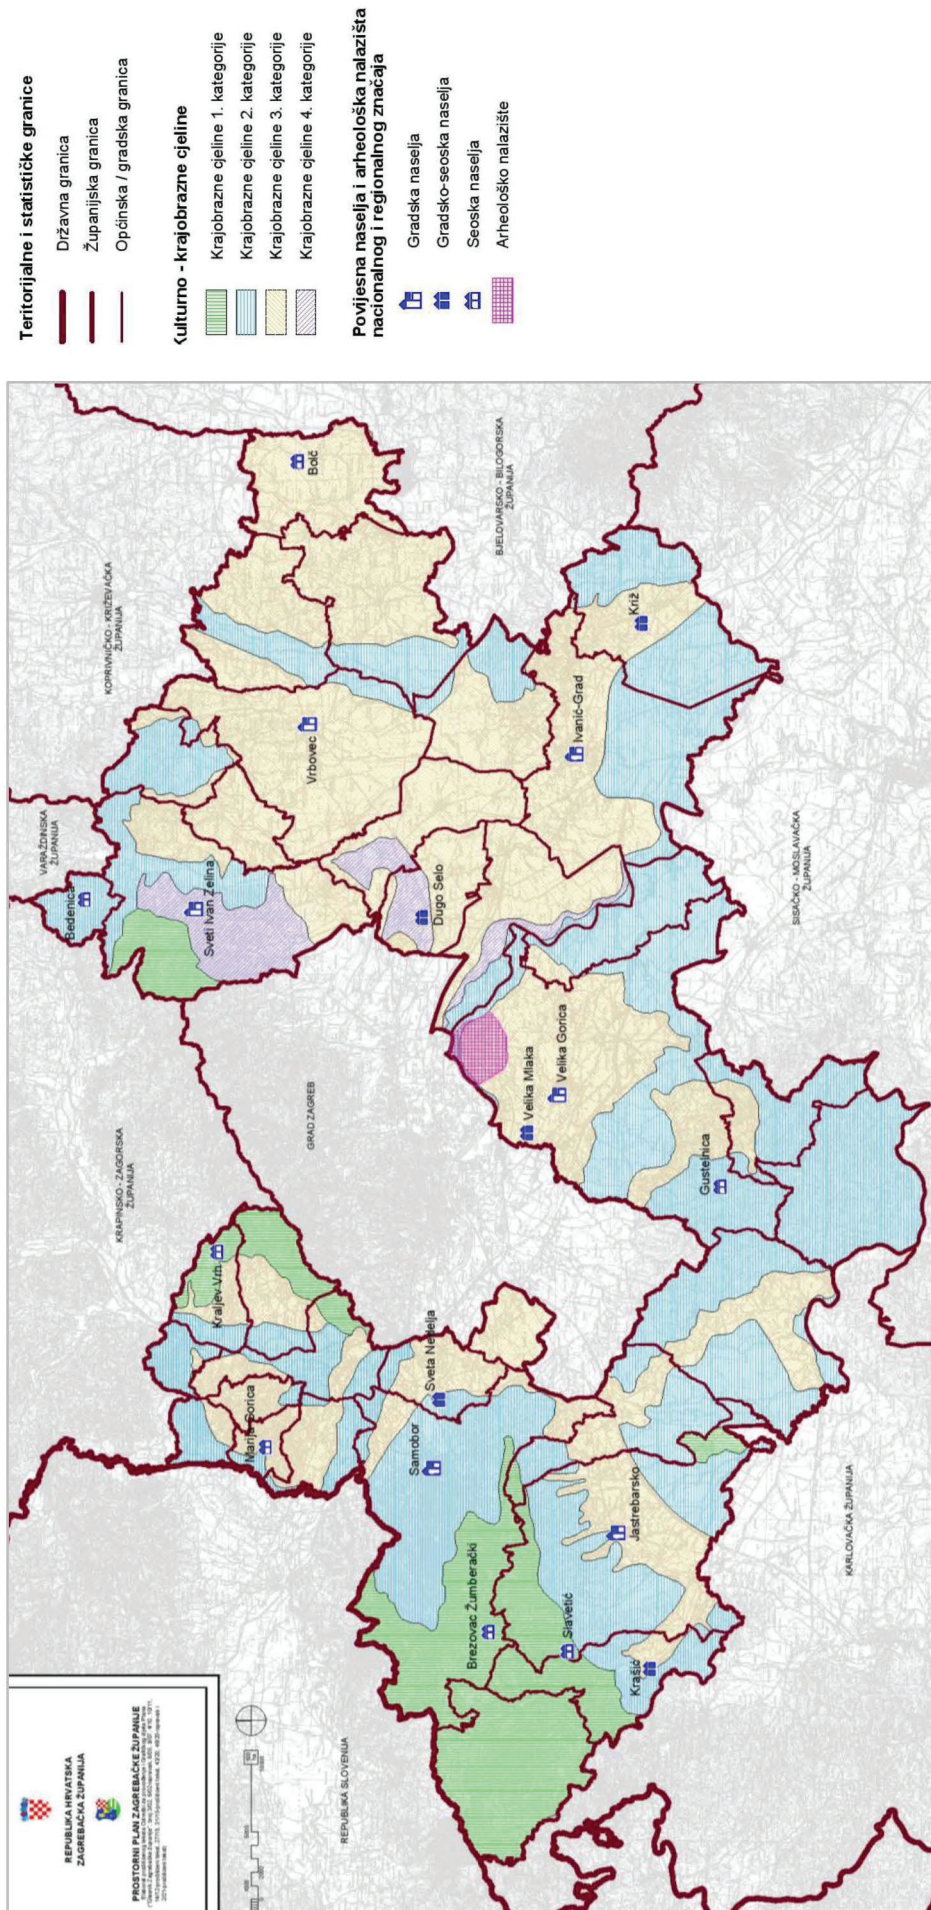 REPUBLIKA HRVATSKA
ZAGREBAČKA ŽUPANIJA
PROSTORNI PLAN ZAGREBAČKE ŽUPANIJE
REPUBLIKA SLOVENIJA
KRAPINSKO - ZAGORSKA
ŽUPANIJA
VARAŽDINSKA
ŽUPANIJA
KOPRIVNIČKO - KRIŽEVAČKA
ŽUPANIJA
GRAD ZAGREB
BJELOVARSKO - BILOGORSKA
ŽUPANIJA
SISAČKO - MOSLAVAČKA
ŽUPANIJA
KARLOVAČKA ŽUPANIJA
Bedenica
Sveti Ivan Zelina
Kraljev Vrh
Marija Gorica
Bolč
Vrbovec
Dugo Selo
Samobor
Sveta Nedelja
Brezovac Žumberački
Slavetić
Krašić
Jastrebarsko
Velika Mlaka
Velika Gorica
Gustelnica
Ivanić-Grad
Križ
Teritorijalne i statističke granice
Državna granica
Županijska granica
Općinska / gradska granica
ulturno - krajobrazne cjeline
Krajobrazne cjeline 1. kategorije
Krajobrazne cjeline 2. kategorije
Krajobrazne cjeline 3. kategorije
Krajobrazne cjeline 4. kategorije
Povijesna naselja i arheološka nalazišta
nacionalnog i regionalnog značaja
Gradska naselja
Gradsko-seoska naselja
Seoska naselja
Arheološko nalazište